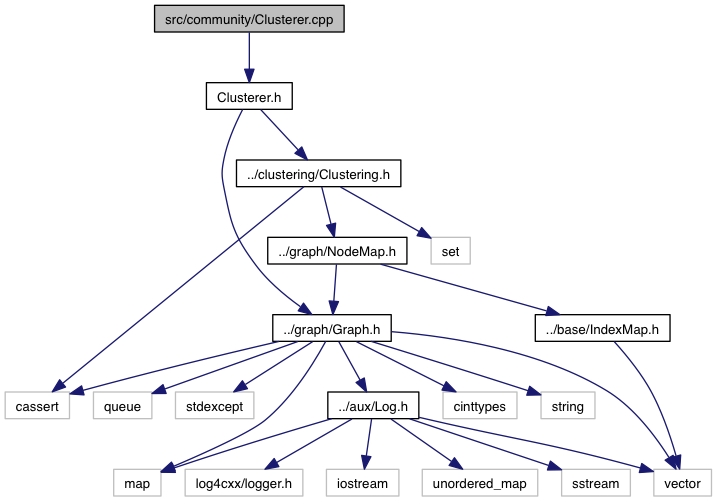 src/community/Clusterer.cpp
Clusterer.h
../clustering/Clustering.h
../graph/NodeMap.h
set
../graph/Graph.h
../base/IndexMap.h
cassert
queue
stdexcept
../aux/Log.h
cinttypes
string
map
log4cxx/logger.h
iostream
unordered_map
sstream
vector